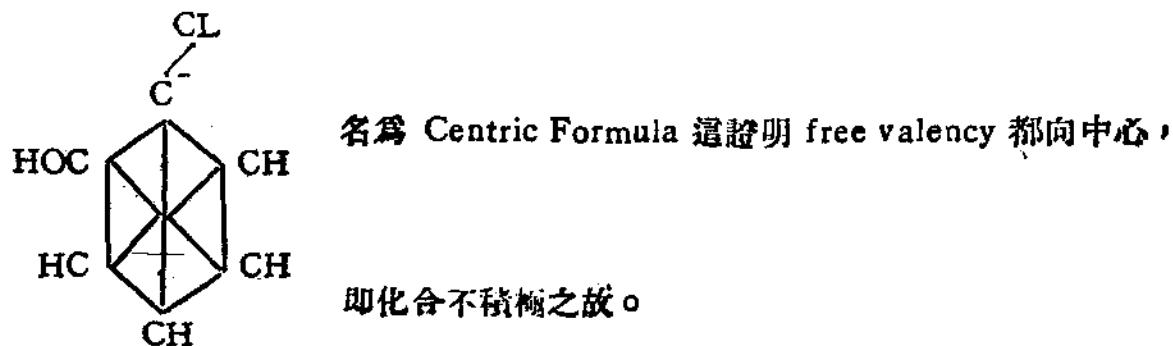 CL
C-
HOC CH
名爲 Centric Formula 這證明 free valency 都向中心，
HC CH
即化合不積極之故。
CH